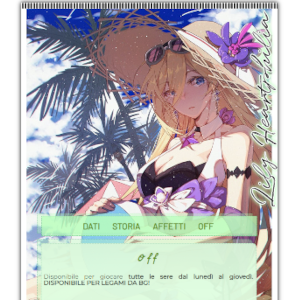 DATI STORIA AFFETTI OFF
off
Disponibile per giocare tutte le sere dal lunedì al giovedì.
DISPONIBILE PER LEGAMI DA BG!